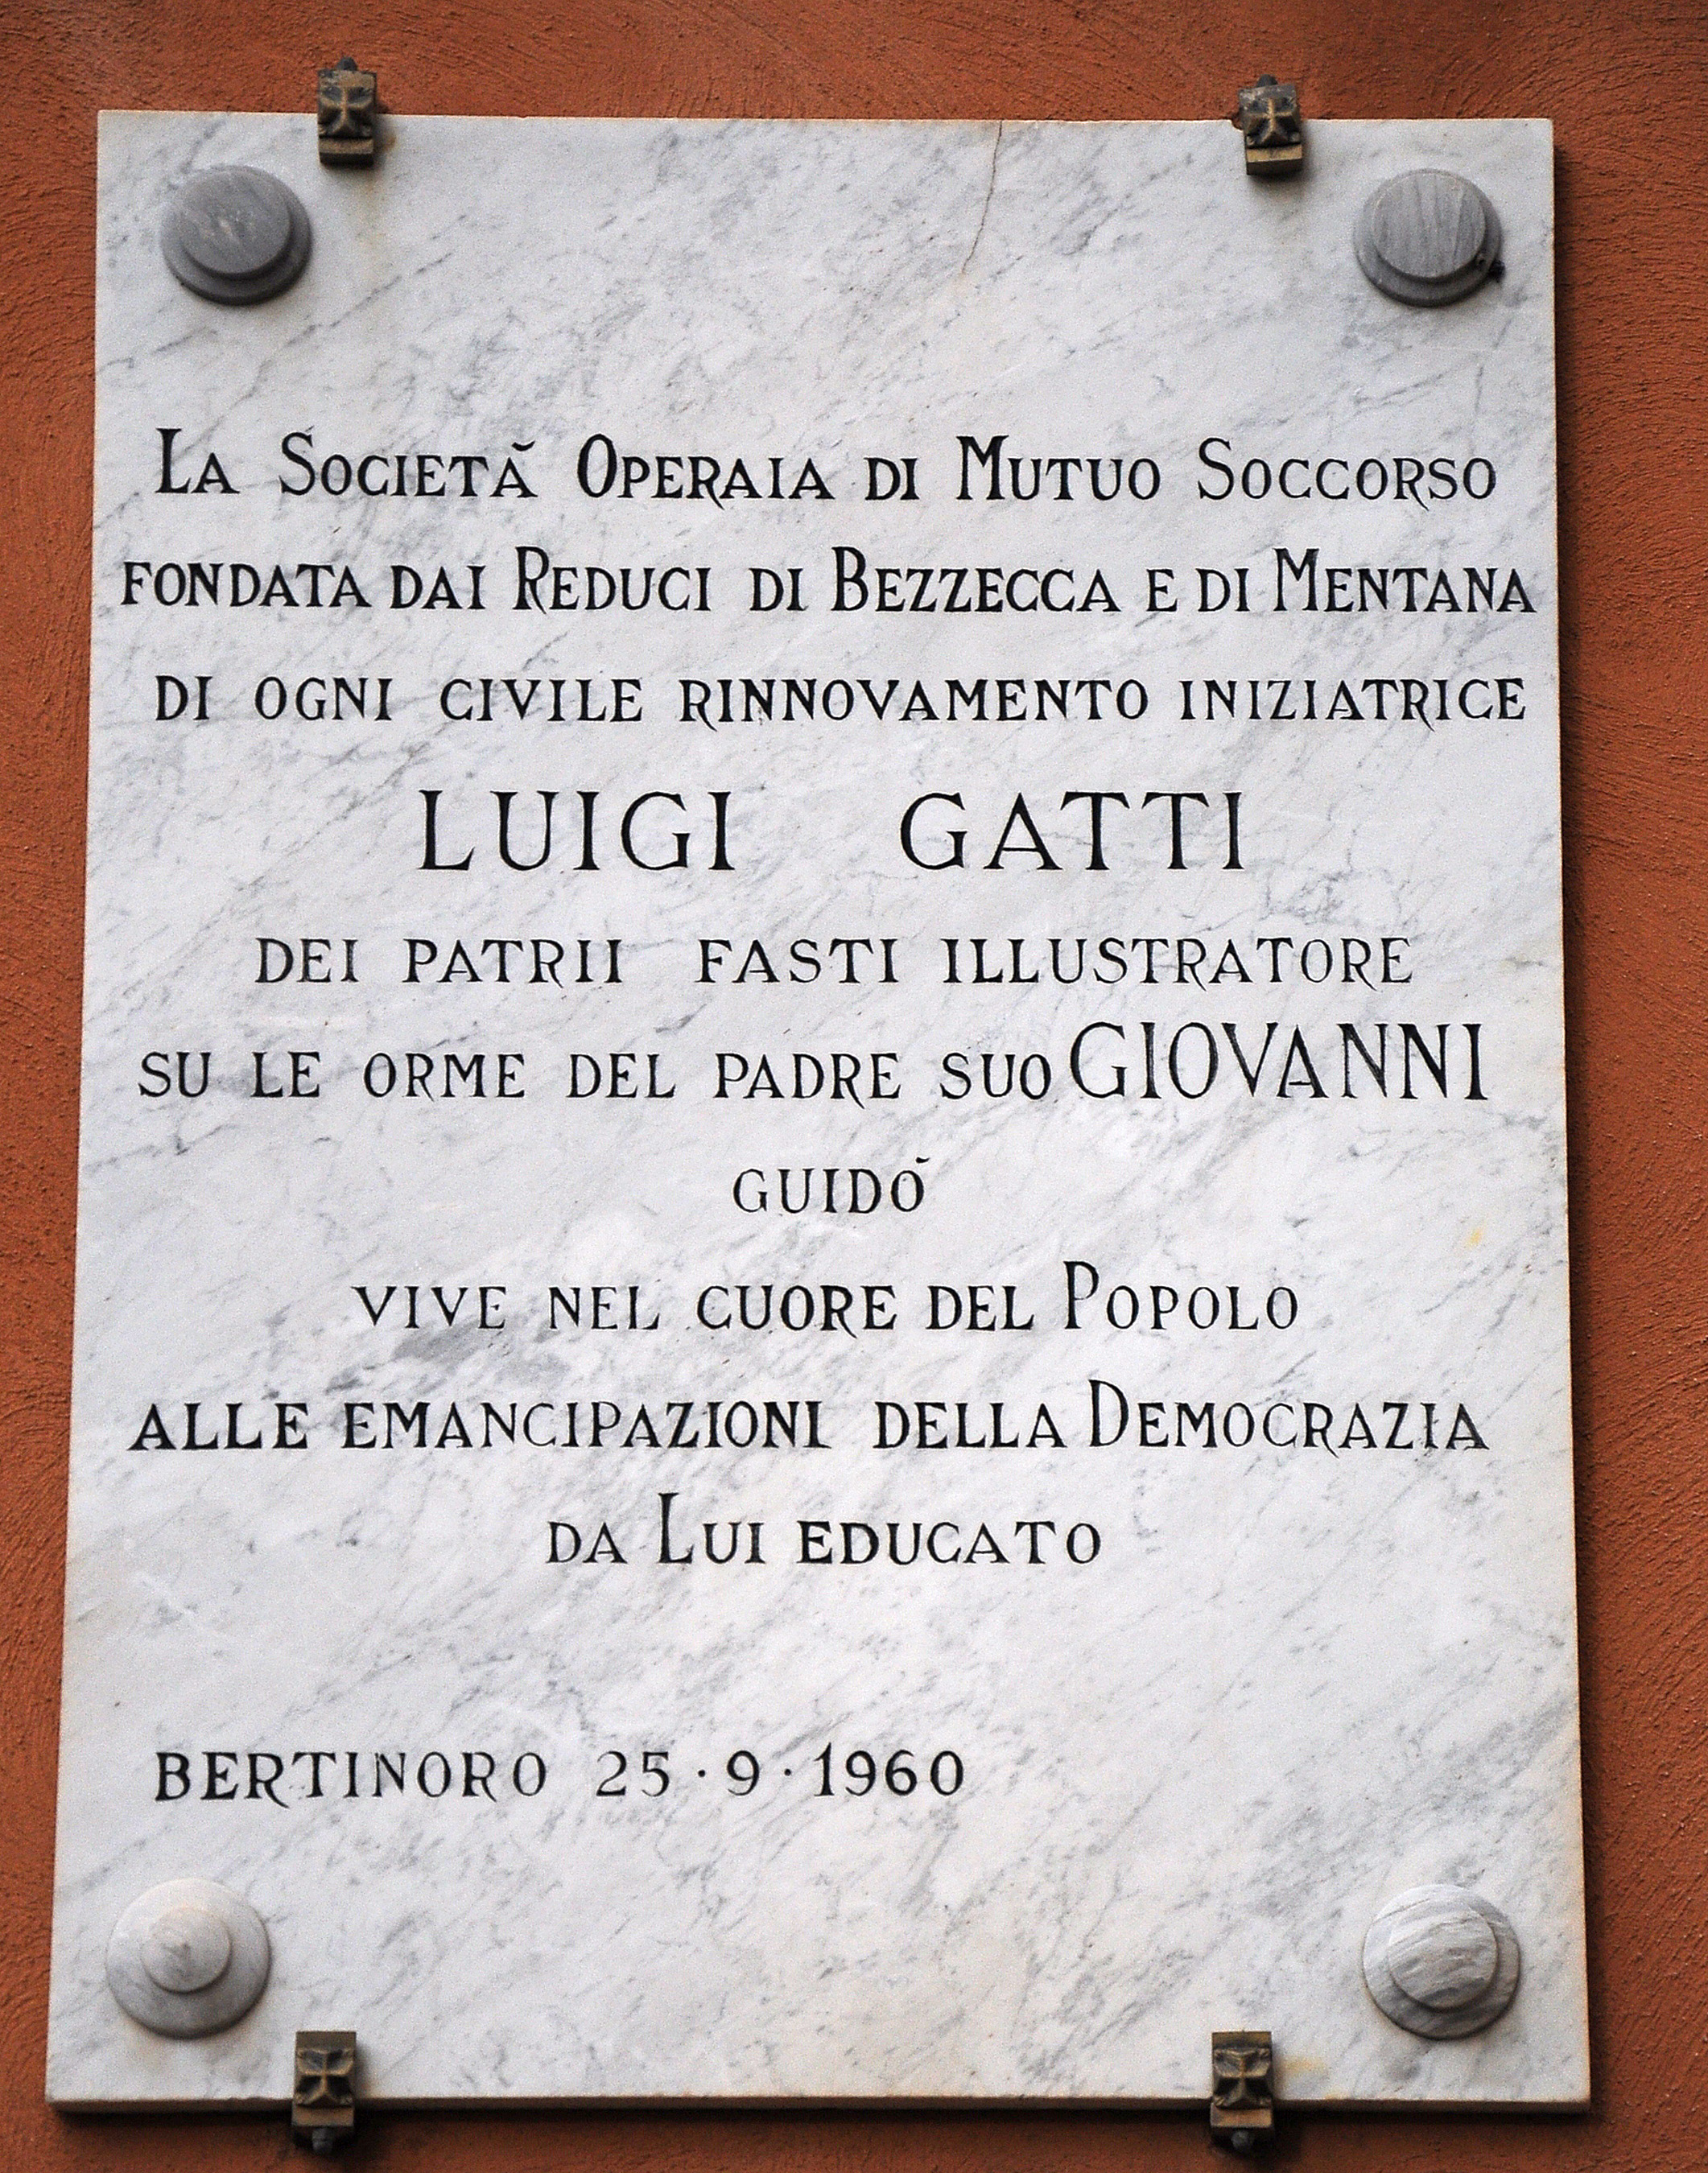 La Società Operaia di Mutuo Soccorso
fondata dai Reduci di Bezzecca e di Mentana
di ogni civile rinnovamento iniziatrice
LUIGI GATTI
dei patrii fasti illustratore
su le orme del padre suo GIOVANNI
guidò
vive nel cuore del Popolo
alle emancipazioni della Democrazia
da Lui educato
BERTINORO 25·9·1960